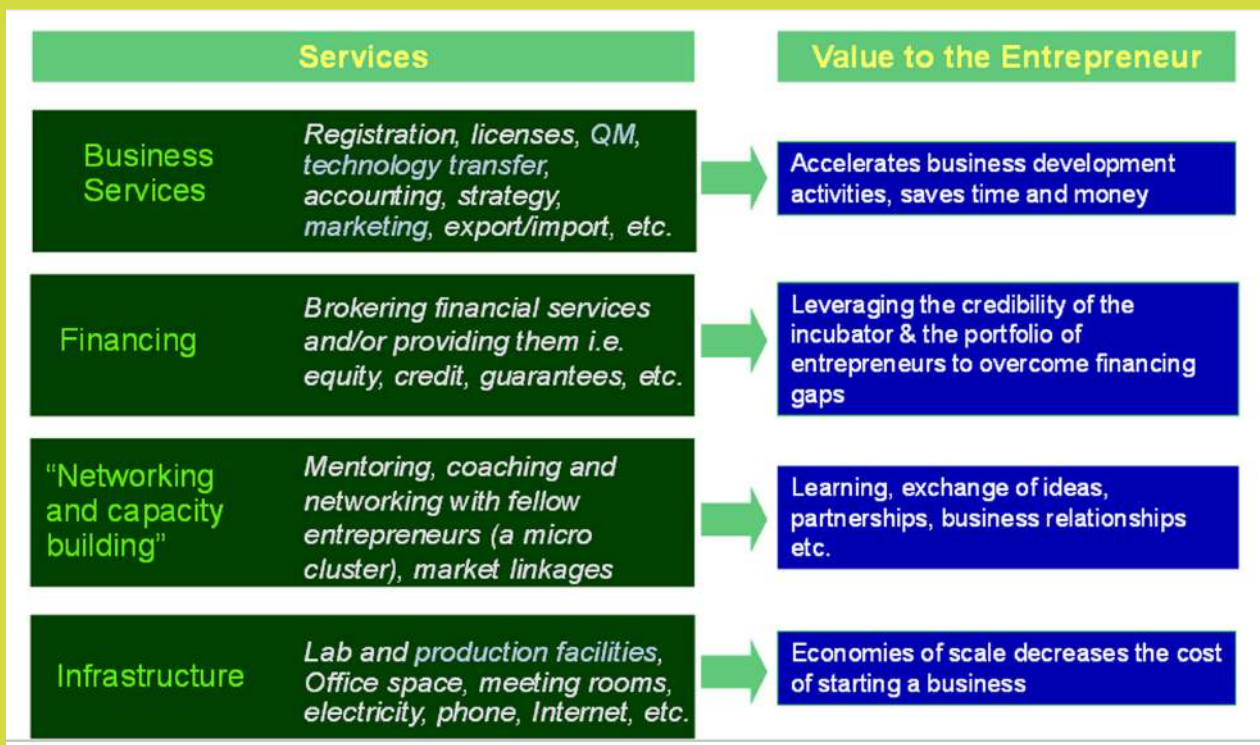 Services
Value to the Entrepreneur
Business
Services
Registration, licenses, QM,
technology transfer,
accounting, strategy,
marketing, export/import, etc.
Accelerates business development
activities, saves time and money
Financing
Brokering financial services
and/or providing them i.e.
equity, credit, guarantees, etc.
Leveraging the credibility of the
incubator & the portfolio of
entrepreneurs to overcome financing
gaps
“Networking
and capacity
building”
Mentoring, coaching and
networking with fellow
entrepreneurs (a micro
cluster), market linkages
Learning, exchange of ideas,
partnerships, business relationships
etc.
Infrastructure
Lab and production facilities,
Office space, meeting rooms,
electricity, phone, Internet, etc.
Economies of scale decreases the cost
of starting a business